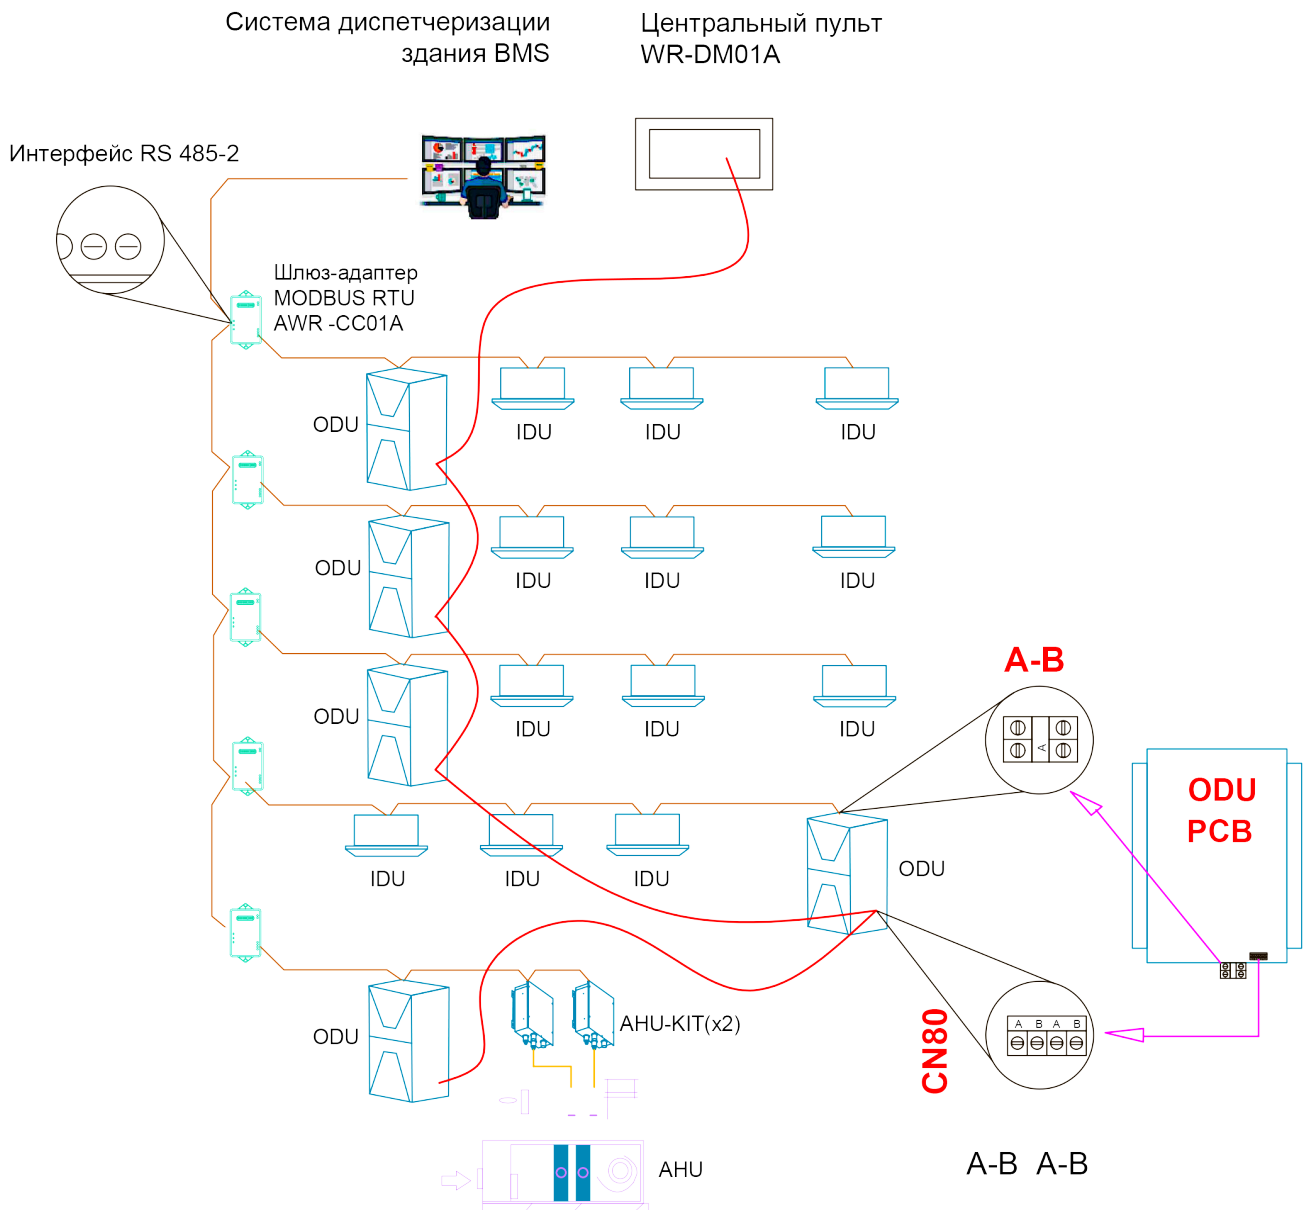 Система диспетчеризации
здания BMS
Центральный пульт
WR-DM01A
Интерфейс RS 485-2
Шлюз-адаптер
MODBUS RTU
AWR -CC01A
ODU
IDU
IDU
IDU
ODU
IDU
IDU
IDU
ODU
IDU
IDU
IDU
A-B
A
ODU
PCB
IDU
IDU
IDU
ODU
ODU
AHU-KIT(x2)
CN80
A B A B
AHU
A-B A-B